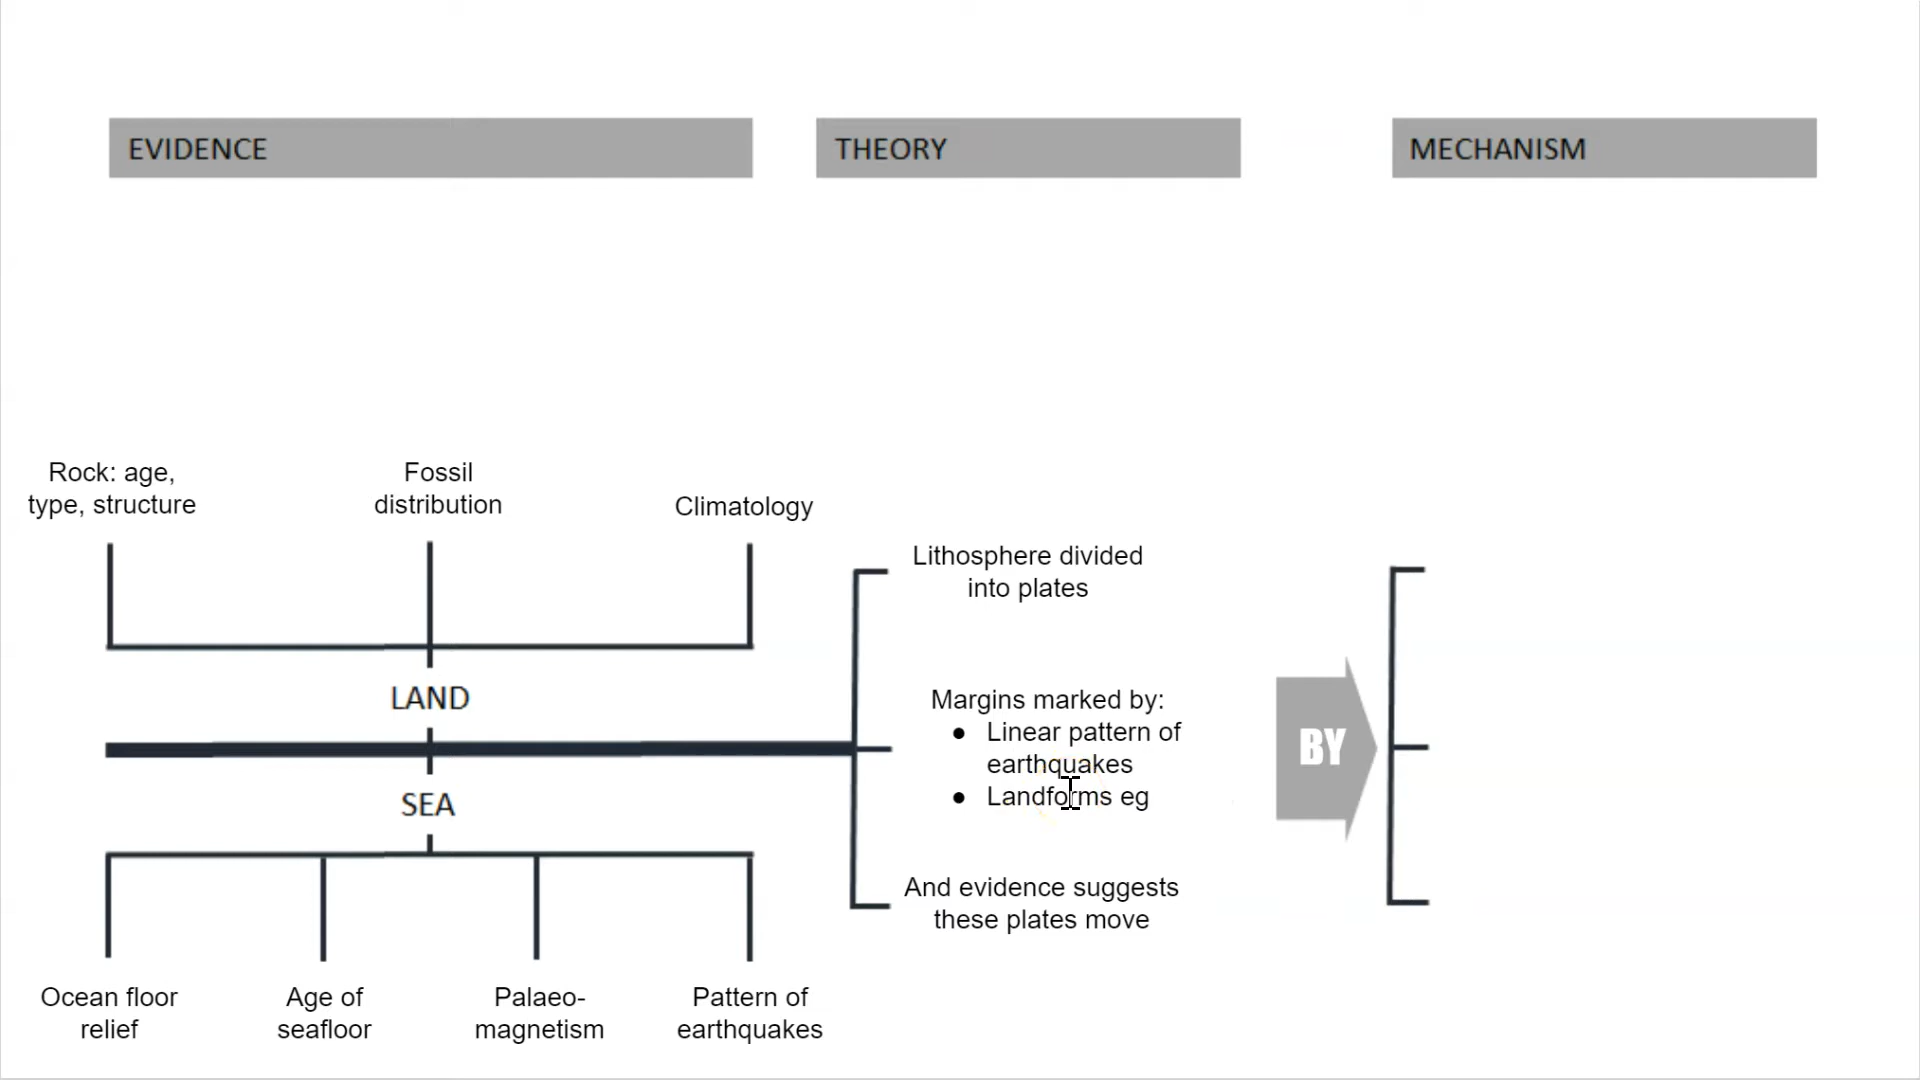 EVIDENCE
THEORY
MECHANISM
Rock: age,
type, structure
Fossil
distribution
Climatology
LAND
SEA
Ocean floor
relief
Age of
seafloor
Palaeo-
magnetism
Pattern of
earthquakes
Lithosphere divided
into plates
Margins marked by:
● Linear pattern of
earthquakes
● Landforms eg
And evidence suggests
these plates move
BY